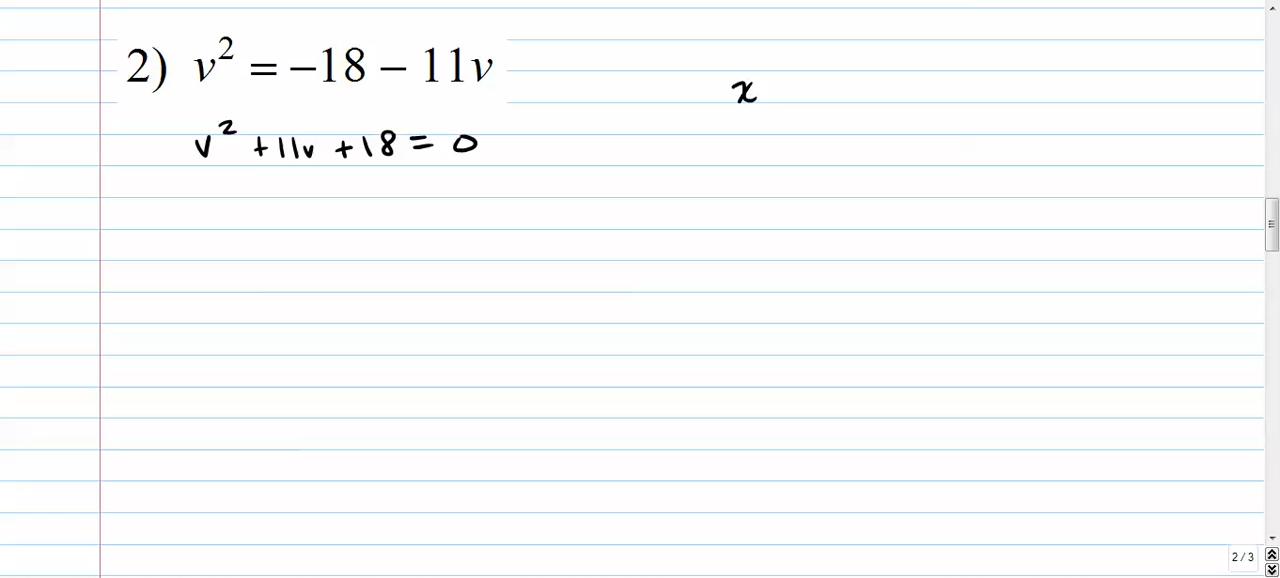 2) v² = −18 − 11v
x
v² + 11v + 18 = 0
2 / 3